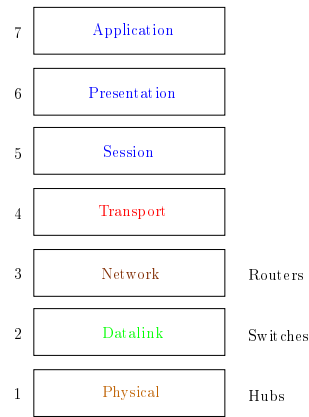 7 Application
6 Presentation
5 Session
4 Transport
3 Network Routers
2 Datalink Switches
1 Physical Hubs